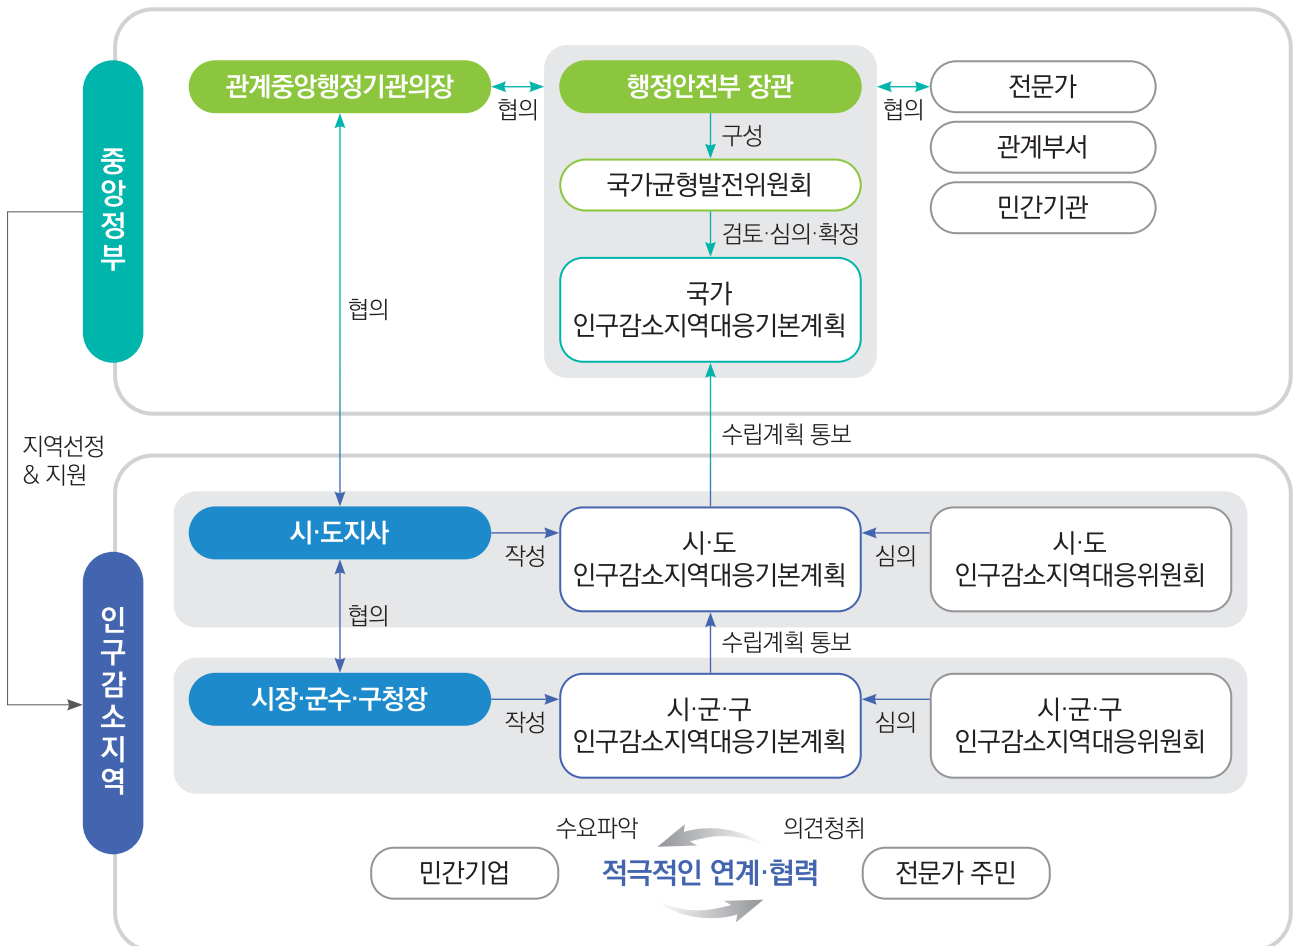 중앙정부
관계중앙행정기관의장
협의
행정안전부 장관
협의
전문가
관계부서
민간기관
구성
국가균형발전위원회
검토·심의·확정
국가
인구감소지역대응기본계획
협의
지역선정
& 지원
수립계획 통보
인구감소지역
시·도지사
작성
시·도
인구감소지역대응기본계획
심의
시·도
인구감소지역대응위원회
협의
수립계획 통보
시장·군수·구청장
작성
시·군·구
인구감소지역대응기본계획
심의
시·군·구
인구감소지역대응위원회
수요파악
의견청취
민간기업
적극적인 연계·협력
전문가 주민